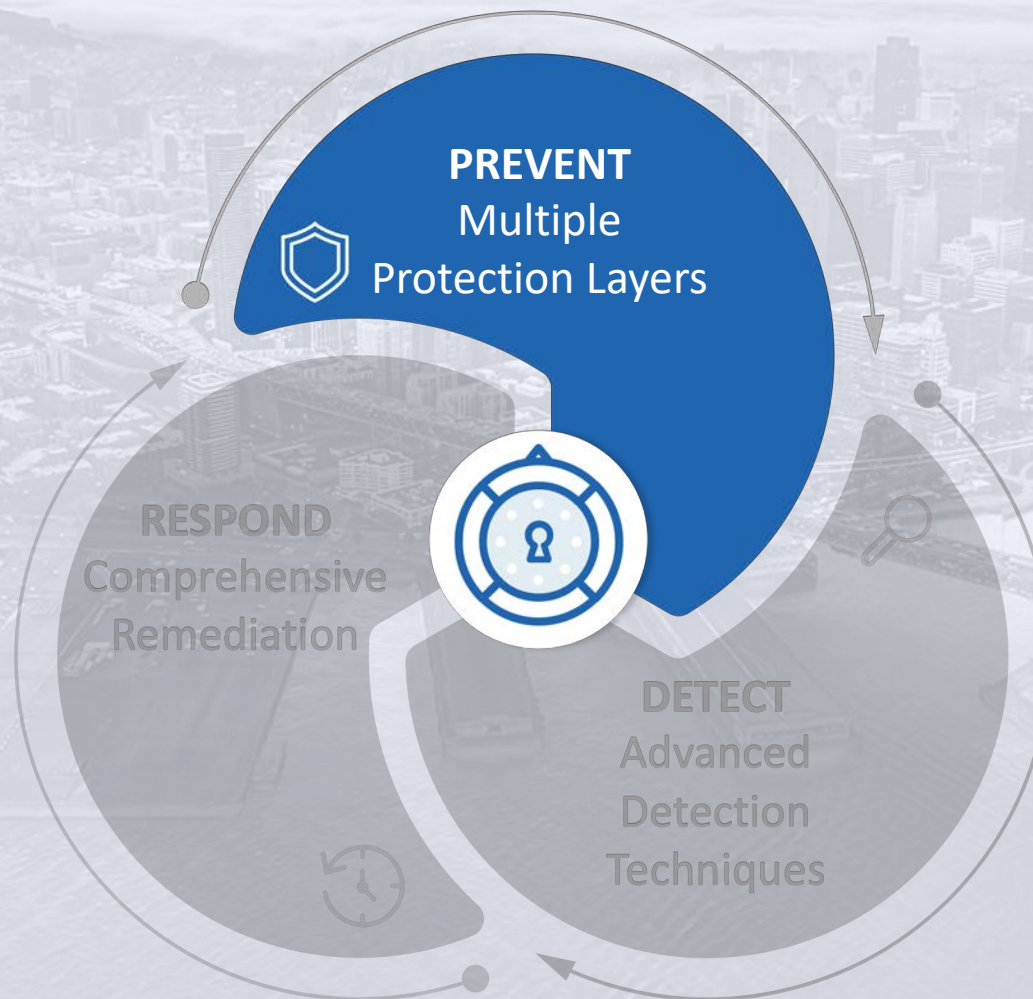 PREVENT
Multiple
Protection Layers
RESPOND
Comprehensive
Remediation
DETECT
Advanced
Detection
Techniques